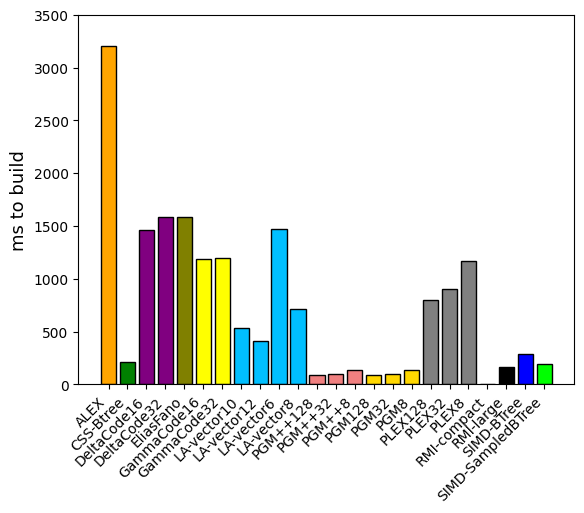 3500
3000
2500
2000
1500
1000
500
0
ms to build
ALEX
CSS-Btree
DeltaCode16
DeltaCode32
EliasFano
GammaCode16
GammaCode32
LA-vector10
LA-vector12
LA-vector6
LA-vector8
PGM++128
PGM++32
PGM++8
PGM128
PGM32
PGM8
PLEX128
PLEX32
PLEX8
RMI-compact
RMI-large
SIMD-BTree
SIMD-SampledBTree